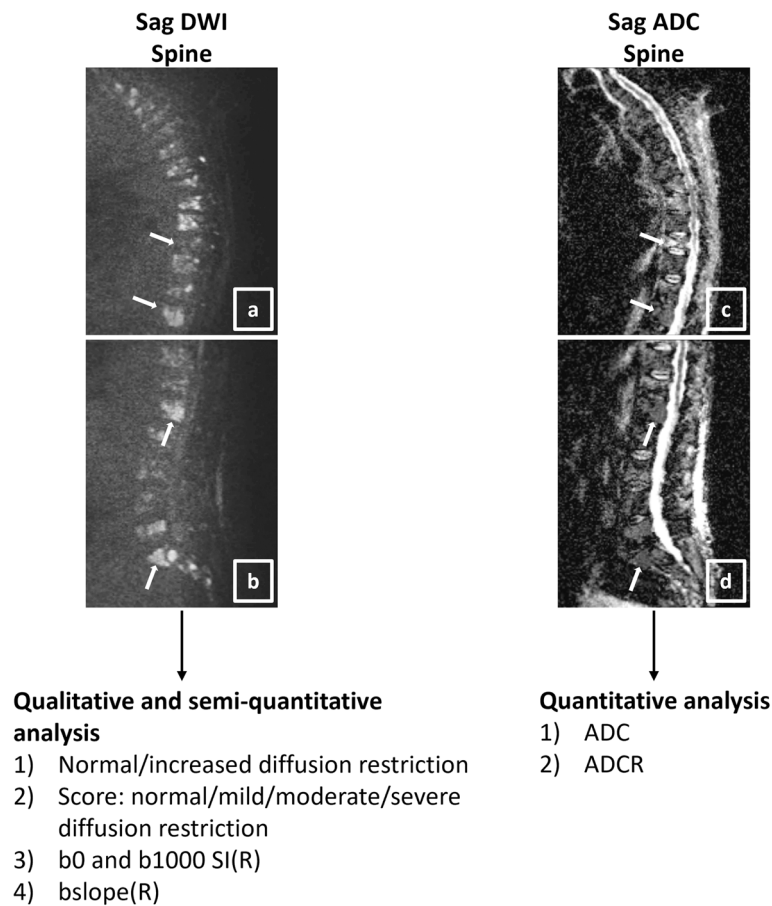 Sag DWI
Spine
Sag ADC
Spine
a
c
b
d
Qualitative and semi-quantitative
analysis
1) Normal/increased diffusion restriction
2) Score: normal/mild/moderate/severe
diffusion restriction
3) b0 and b1000 SI(R)
4) bslope(R)
Quantitative analysis
1) ADC
2) ADCR